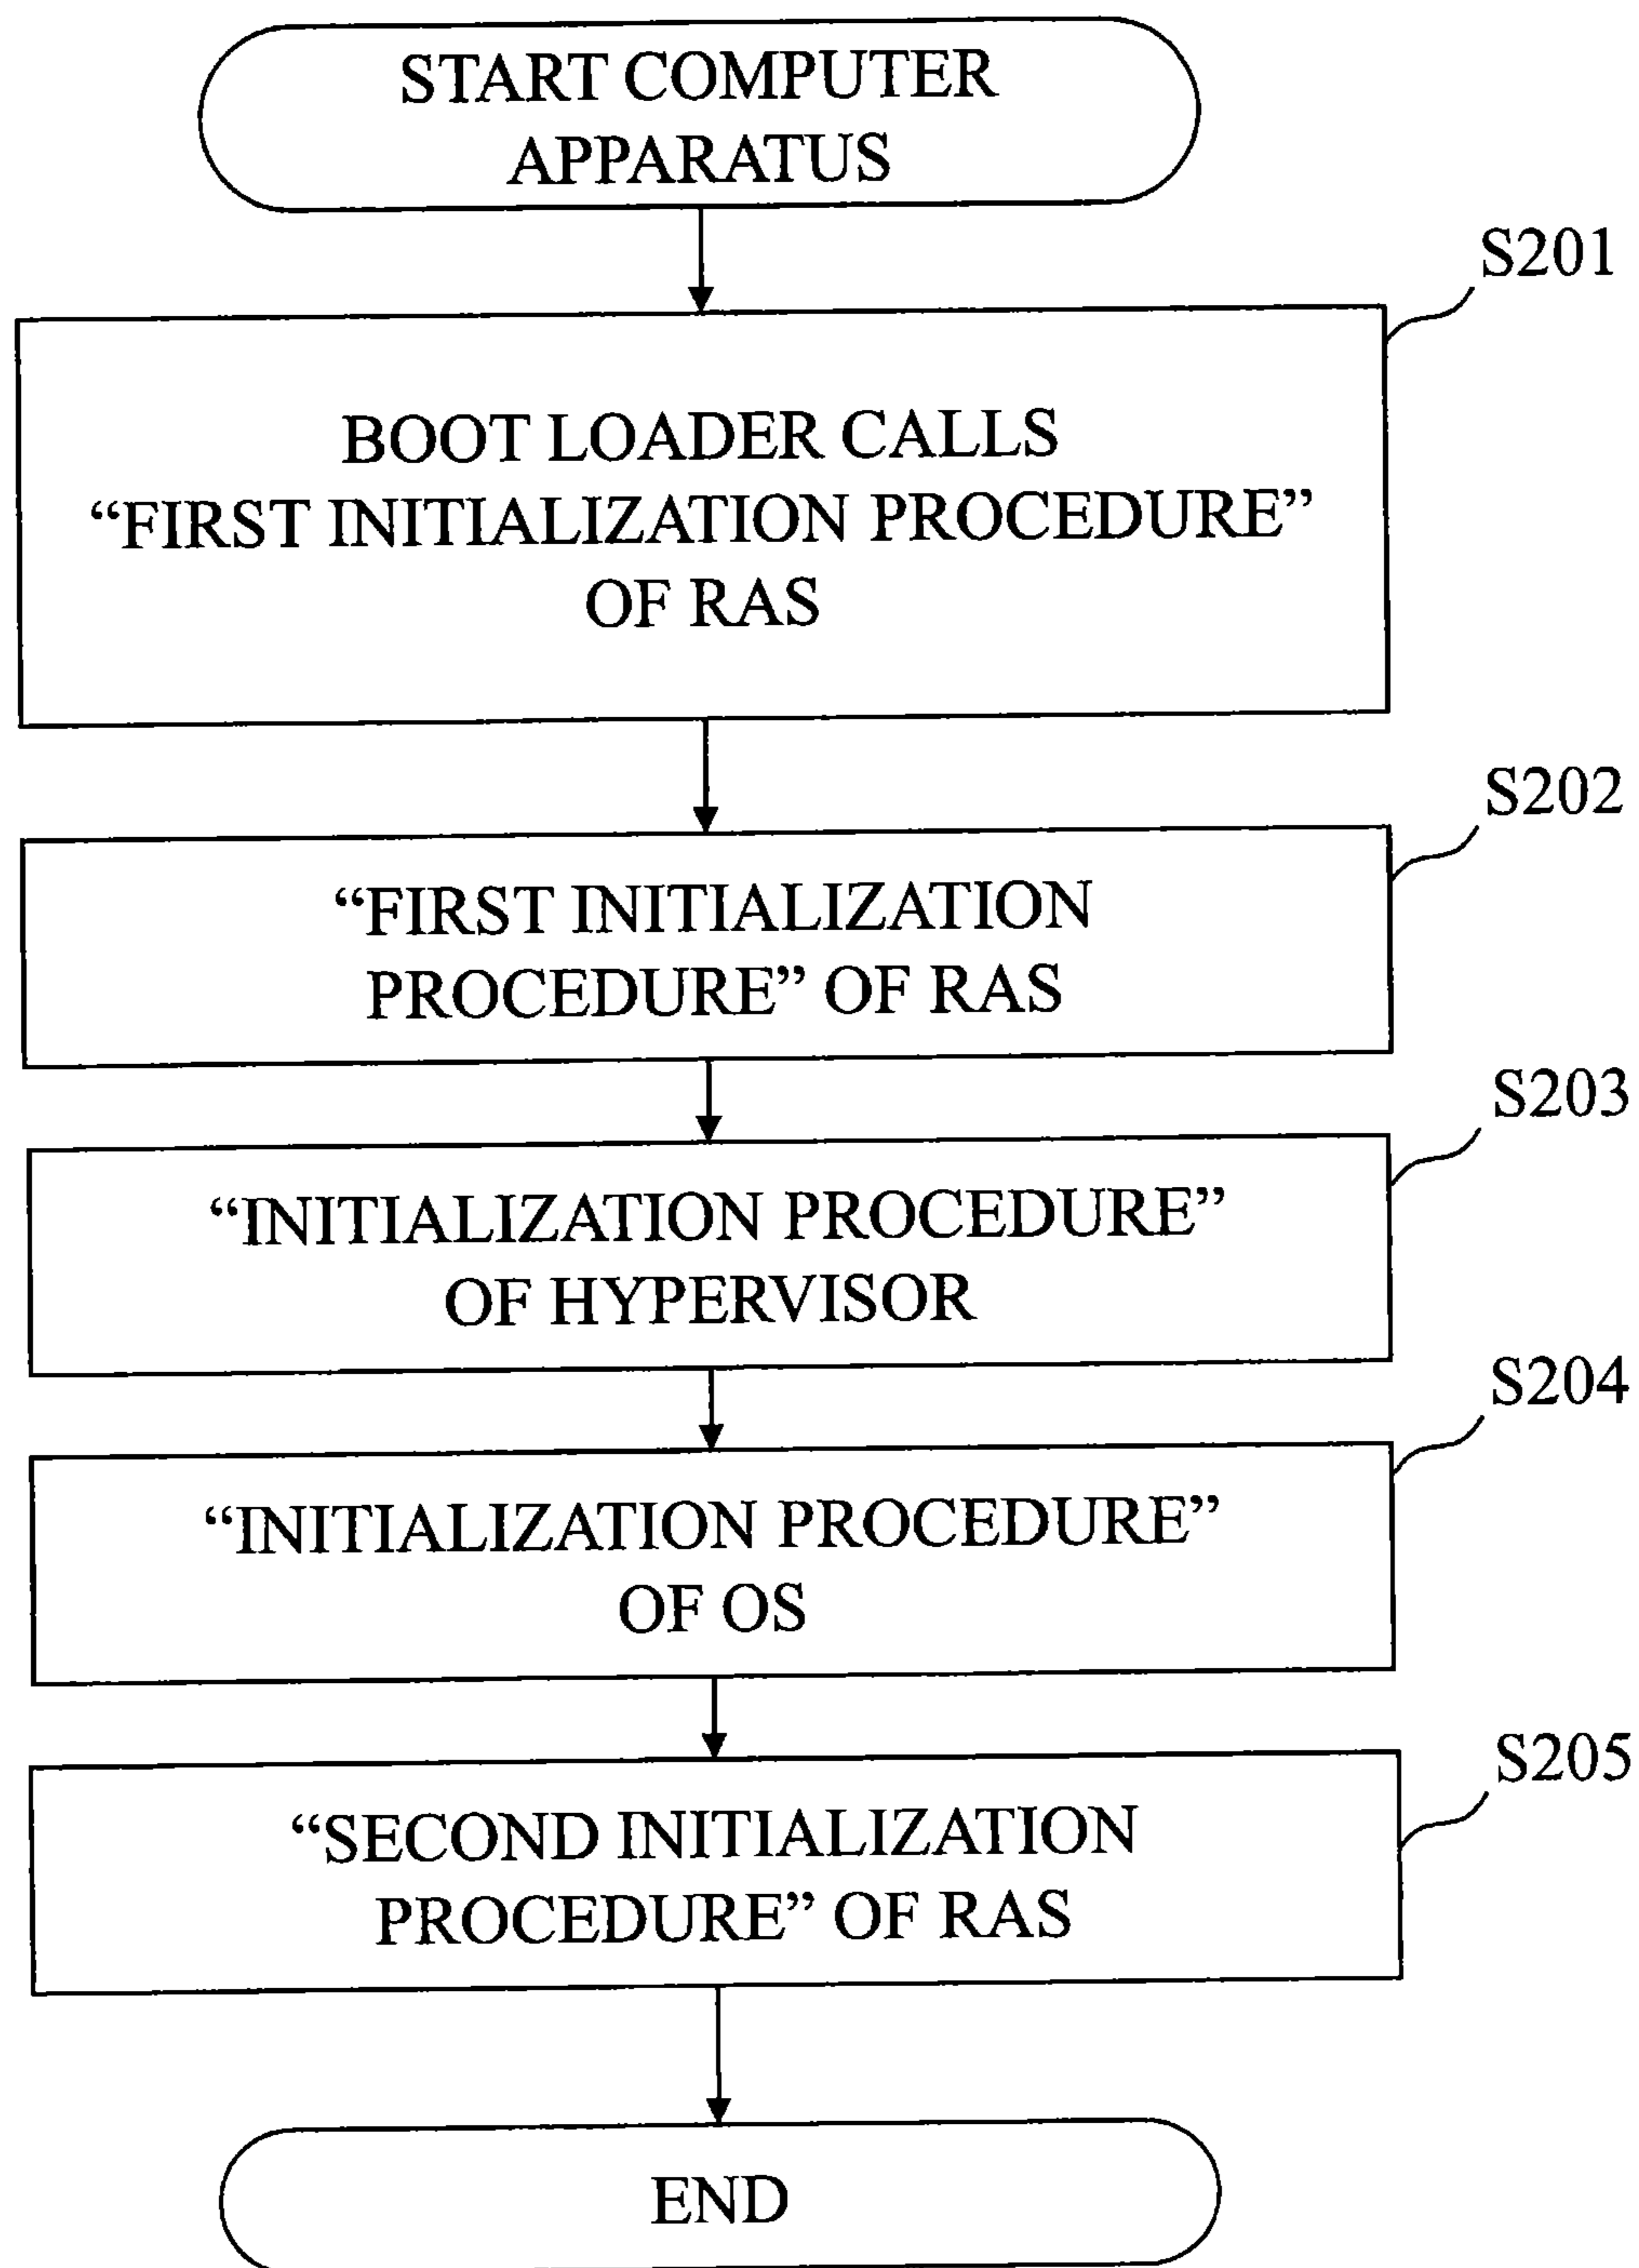 START COMPUTER
APPARATUS
S201
BOOT LOADER CALLS
“FIRST INITIALIZATION PROCEDURE”
OF RAS
S202
“FIRST INITIALIZATION
PROCEDURE” OF RAS
S203
“INITIALIZATION PROCEDURE”
OF HYPERVISOR
S204
“INITIALIZATION PROCEDURE”
OF OS
S205
“SECOND INITIALIZATION
PROCEDURE” OF RAS
END